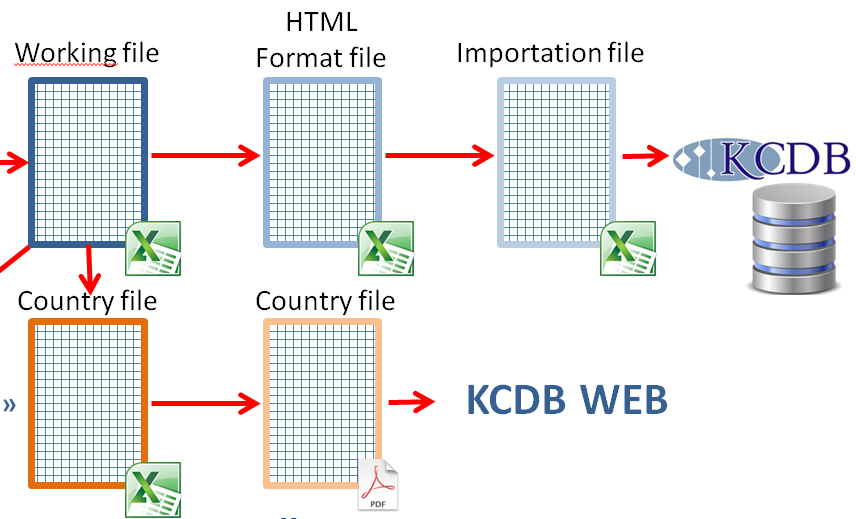 HTML
Working file
Format file
Importation file
KCDB
Country file
Country file
»
KCDB WEB
PDF